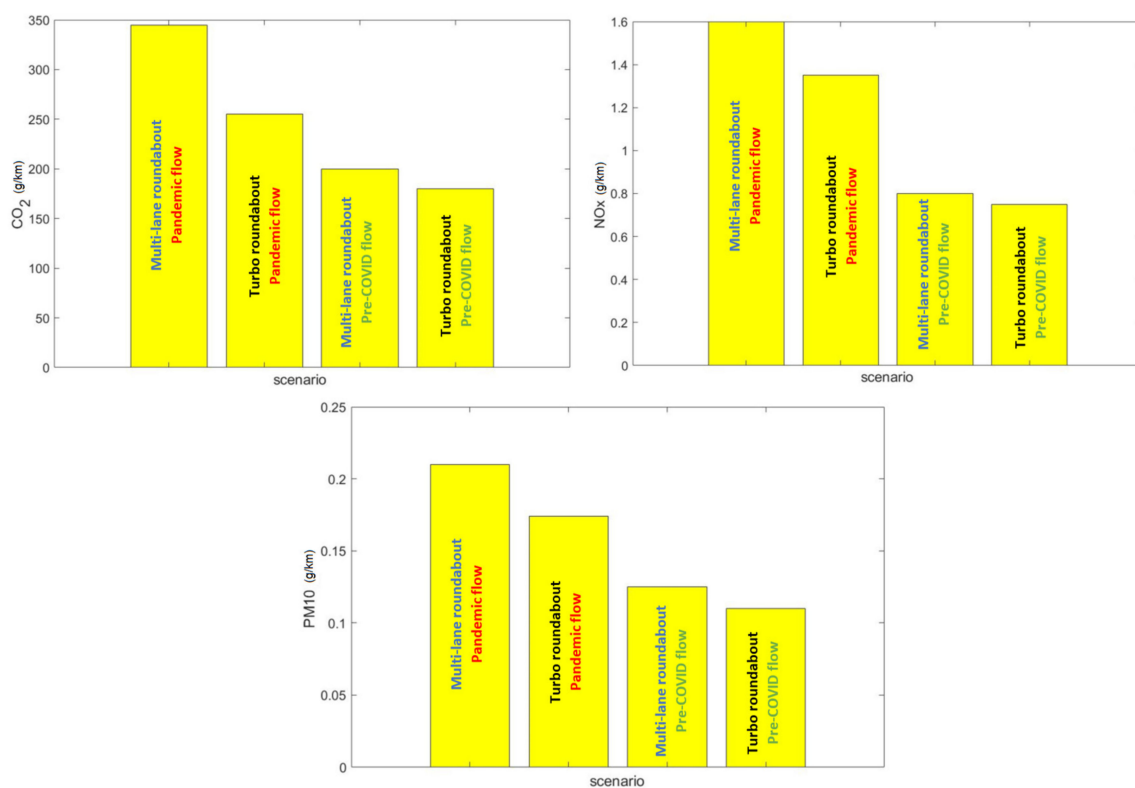 350
300
250
200
150
100
50
0
CO2 (g/km)
Multi-lane roundabout
Pandemic flow
Turbo roundabout
Pandemic flow
Multi-lane roundabout
Pre-COVID flow
Turbo roundabout
Pre-COVID flow
scenario
1.6
1.4
1.2
1
0.8
0.6
0.4
0.2
0
NOx (g/km)
Multi-lane roundabout
Pandemic flow
Turbo roundabout
Pandemic flow
Multi-lane roundabout
Pre-COVID flow
Turbo roundabout
Pre-COVID flow
scenario
0.25
0.2
0.15
0.1
0.05
0
PM10 (g/km)
Multi-lane roundabout
Pandemic flow
Turbo roundabout
Pandemic flow
Multi-lane roundabout
Pre-COVID flow
Turbo roundabout
Pre-COVID flow
scenario